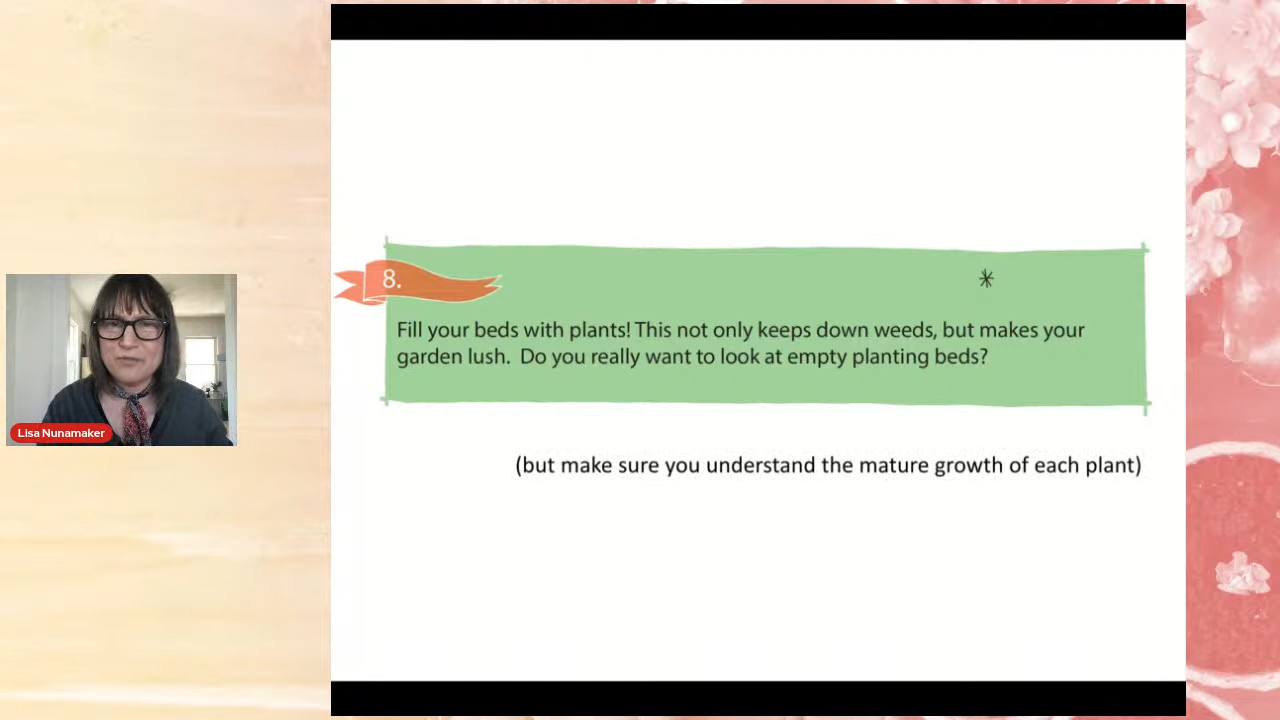 8.
*
Fill your beds with plants! This not only keeps down weeds, but makes your
garden lush. Do you really want to look at empty planting beds?
(but make sure you understand the mature growth of each plant)
Lisa Nunamaker